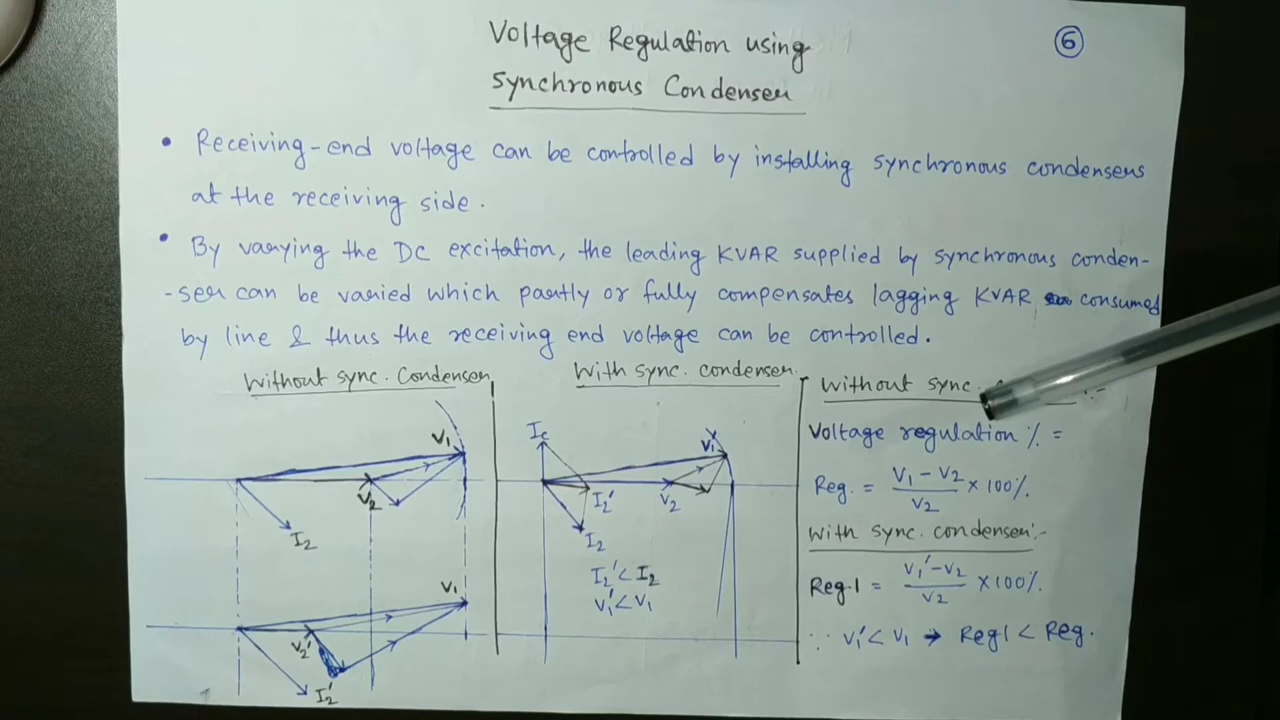 Voltage Regulation using
Synchronous Condenser
6
• Receiving-end voltage can be controlled by installing synchronous condensers
at the receiving side.
• By varying the DC excitation, the leading KVAR supplied by synchronous conden-
-ser can be varied which partly or fully compensates lagging KVAR consumed
by line & thus the receiving end voltage can be controlled.
Without sync. Condenser
V₁
V₂
I₂
V₁
V₂'
I₂'
With sync. condenser
Ic
V₁
I₂'
V₂
I₂
I₂' < I₂
V₁' < V₁
Without sync.
Voltage regulation % =
Reg. = V₁ - V₂ / V₂ × 100%.
With sync. condenser:-
Reg.1 = V₁' - V₂ / V₂ × 100%.
∵ V₁' < V₁ → Reg1 < Reg.